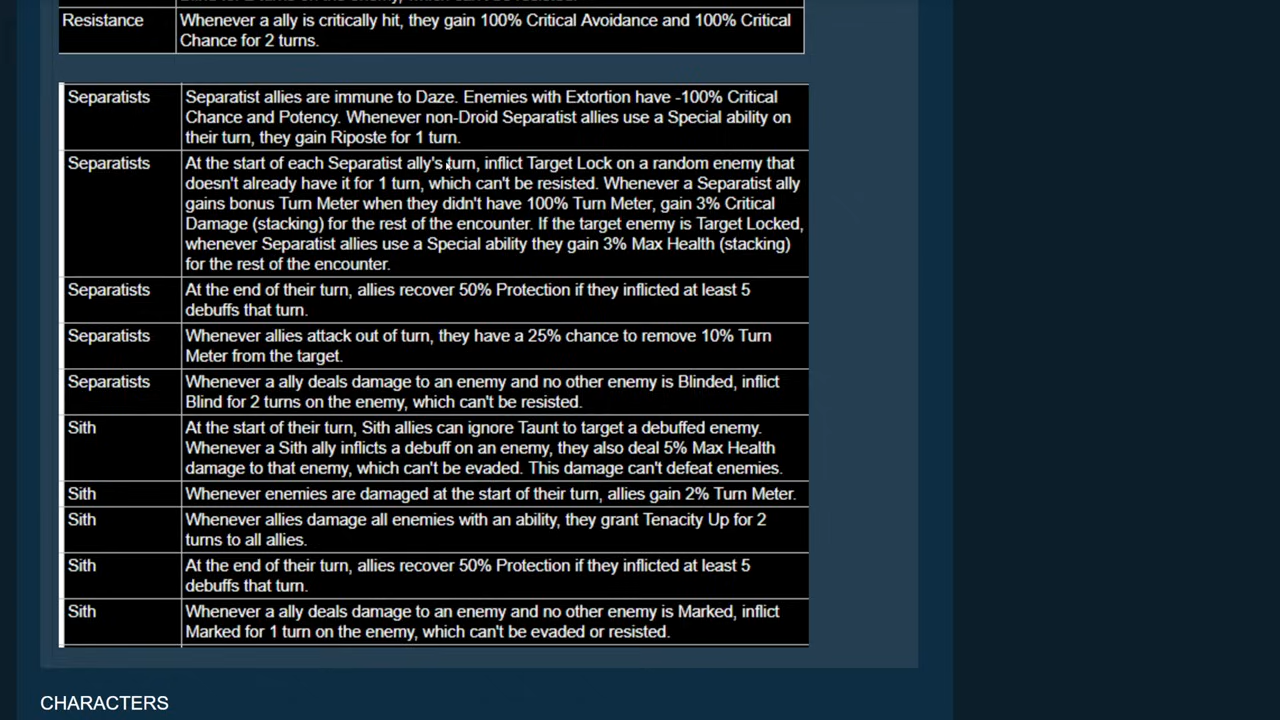 Blind for 2 turns on the enemy, which can't be resisted.
Resistance
Whenever a ally is critically hit, they gain 100% Critical Avoidance and 100% Critical
Chance for 2 turns.
Separatists
Separatist allies are immune to Daze. Enemies with Extortion have -100% Critical
Chance and Potency. Whenever non-Droid Separatist allies use a Special ability on
their turn, they gain Riposte for 1 turn.
Separatists
At the start of each Separatist ally's turn, inflict Target Lock on a random enemy that
doesn't already have it for 1 turn, which can't be resisted. Whenever a Separatist ally
gains bonus Turn Meter when they didn't have 100% Turn Meter, gain 3% Critical
Damage (stacking) for the rest of the encounter. If the target enemy is Target Locked,
whenever Separatist allies use a Special ability they gain 3% Max Health (stacking)
for the rest of the encounter.
Separatists
At the end of their turn, allies recover 50% Protection if they inflicted at least 5
debuffs that turn.
Separatists
Whenever allies attack out of turn, they have a 25% chance to remove 10% Turn
Meter from the target.
Separatists
Whenever a ally deals damage to an enemy and no other enemy is Blinded, inflict
Blind for 2 turns on the enemy, which can't be resisted.
Sith
At the start of their turn, Sith allies can ignore Taunt to target a debuffed enemy.
Whenever a Sith ally inflicts a debuff on an enemy, they also deal 5% Max Health
damage to that enemy, which can't be evaded. This damage can't defeat enemies.
Sith
Whenever enemies are damaged at the start of their turn, allies gain 2% Turn Meter.
Sith
Whenever allies damage all enemies with an ability, they grant Tenacity Up for 2
turns to all allies.
Sith
At the end of their turn, allies recover 50% Protection if they inflicted at least 5
debuffs that turn.
Sith
Whenever a ally deals damage to an enemy and no other enemy is Marked, inflict
Marked for 1 turn on the enemy, which can't be evaded or resisted.
CHARACTERS